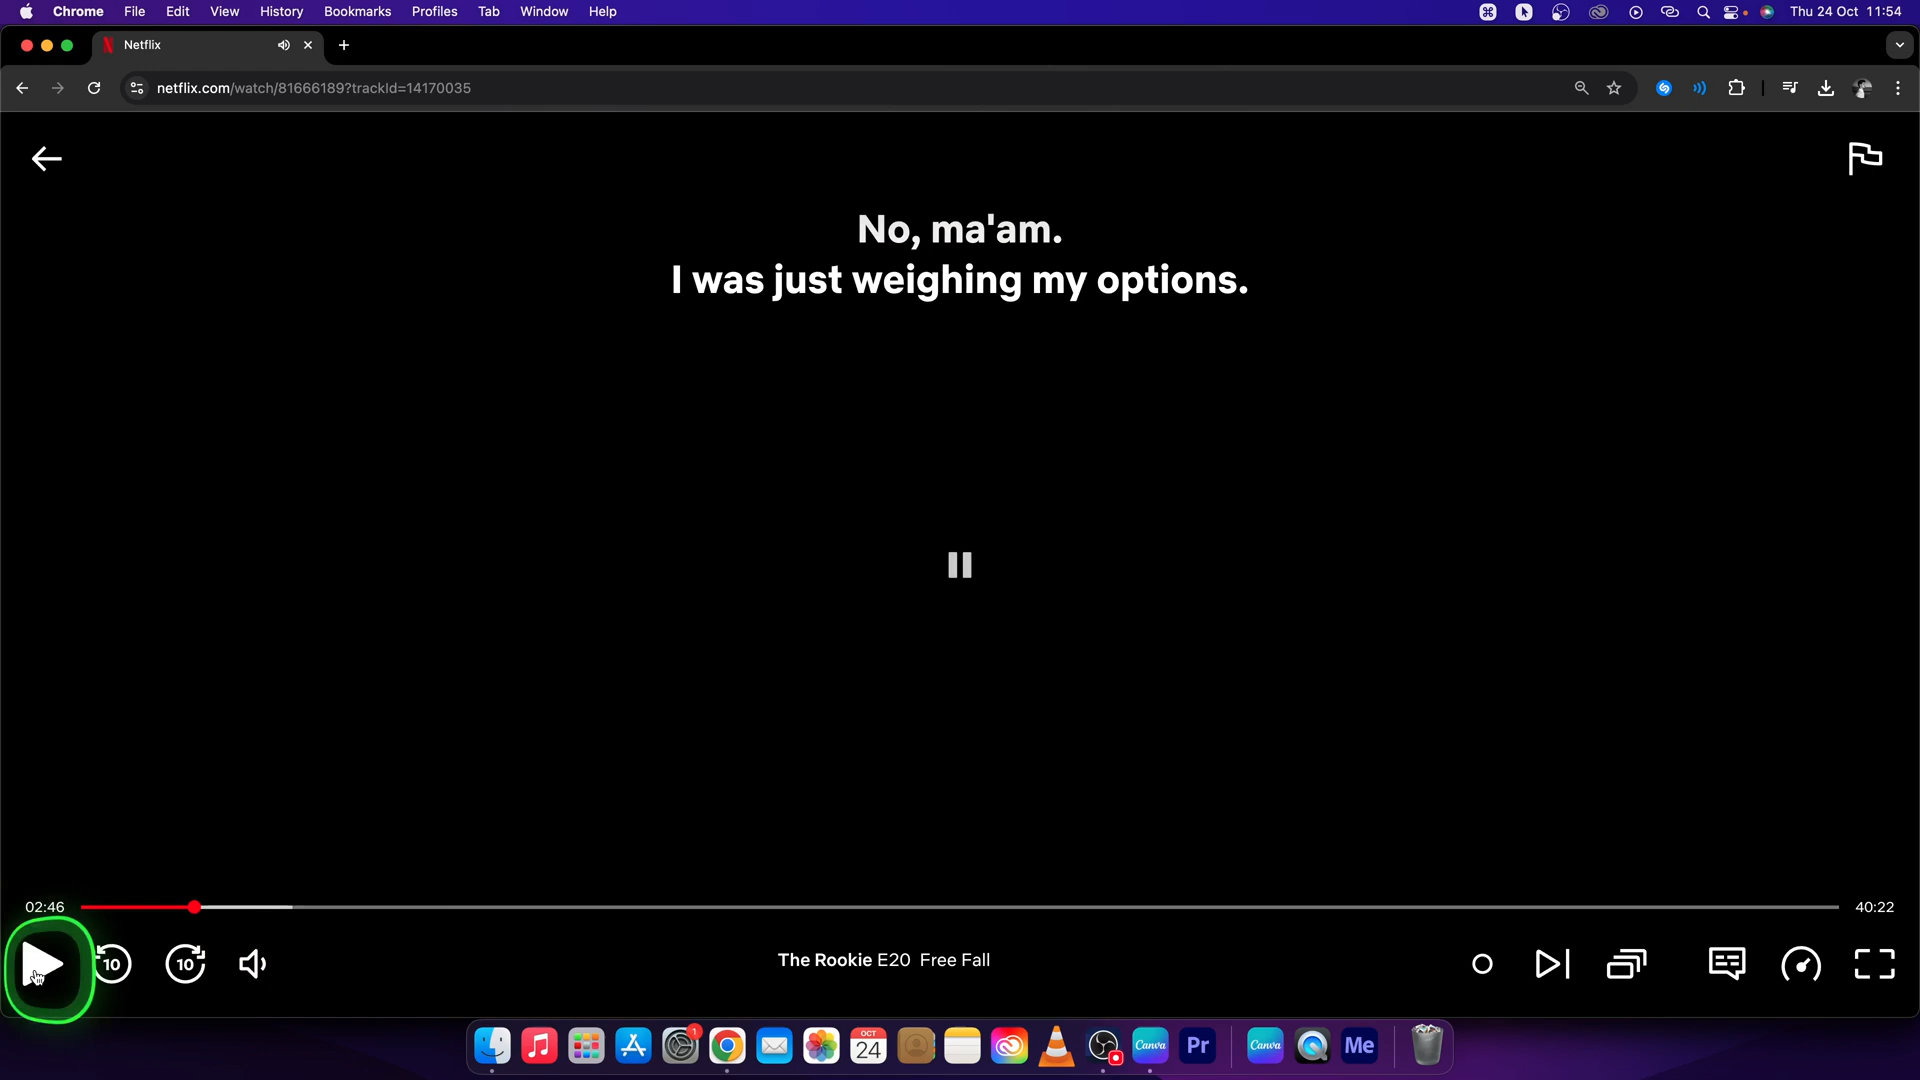 Chrome File Edit View History Bookmarks Profiles Tab Window Help Thu 24 Oct 11:54
Netflix
netflix.com/watch/81666189?trackId=14170035
No, ma'am.
I was just weighing my options.
02:46 40:22
10 10 The Rookie E20 Free Fall
1 OCT 24 Canva Pr Canva Me